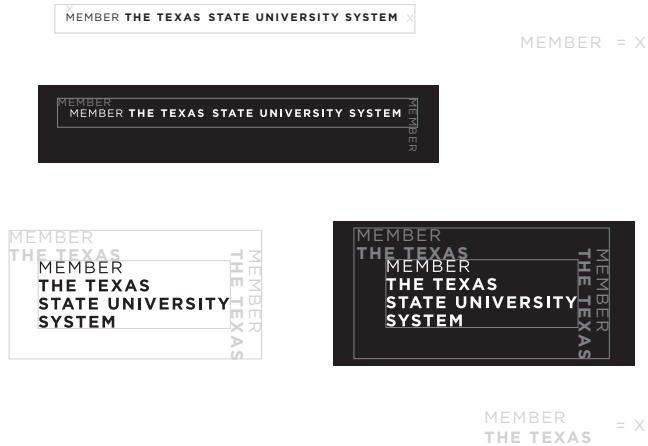 X
MEMBER THE TEXAS STATE UNIVERSITY SYSTEM X
MEMBER = X
MEMBER
MEMBER THE TEXAS STATE UNIVERSITY SYSTEM
MEMBER
MEMBER
THE TEXAS
MEMBER
THE TEXAS
STATE UNIVERSITY
SYSTEM
MEMBER
THE TEXAS
MEMBER
THE TEXAS
MEMBER
THE TEXAS
STATE UNIVERSITY
SYSTEM
MEMBER
THE TEXAS
MEMBER
THE TEXAS = X